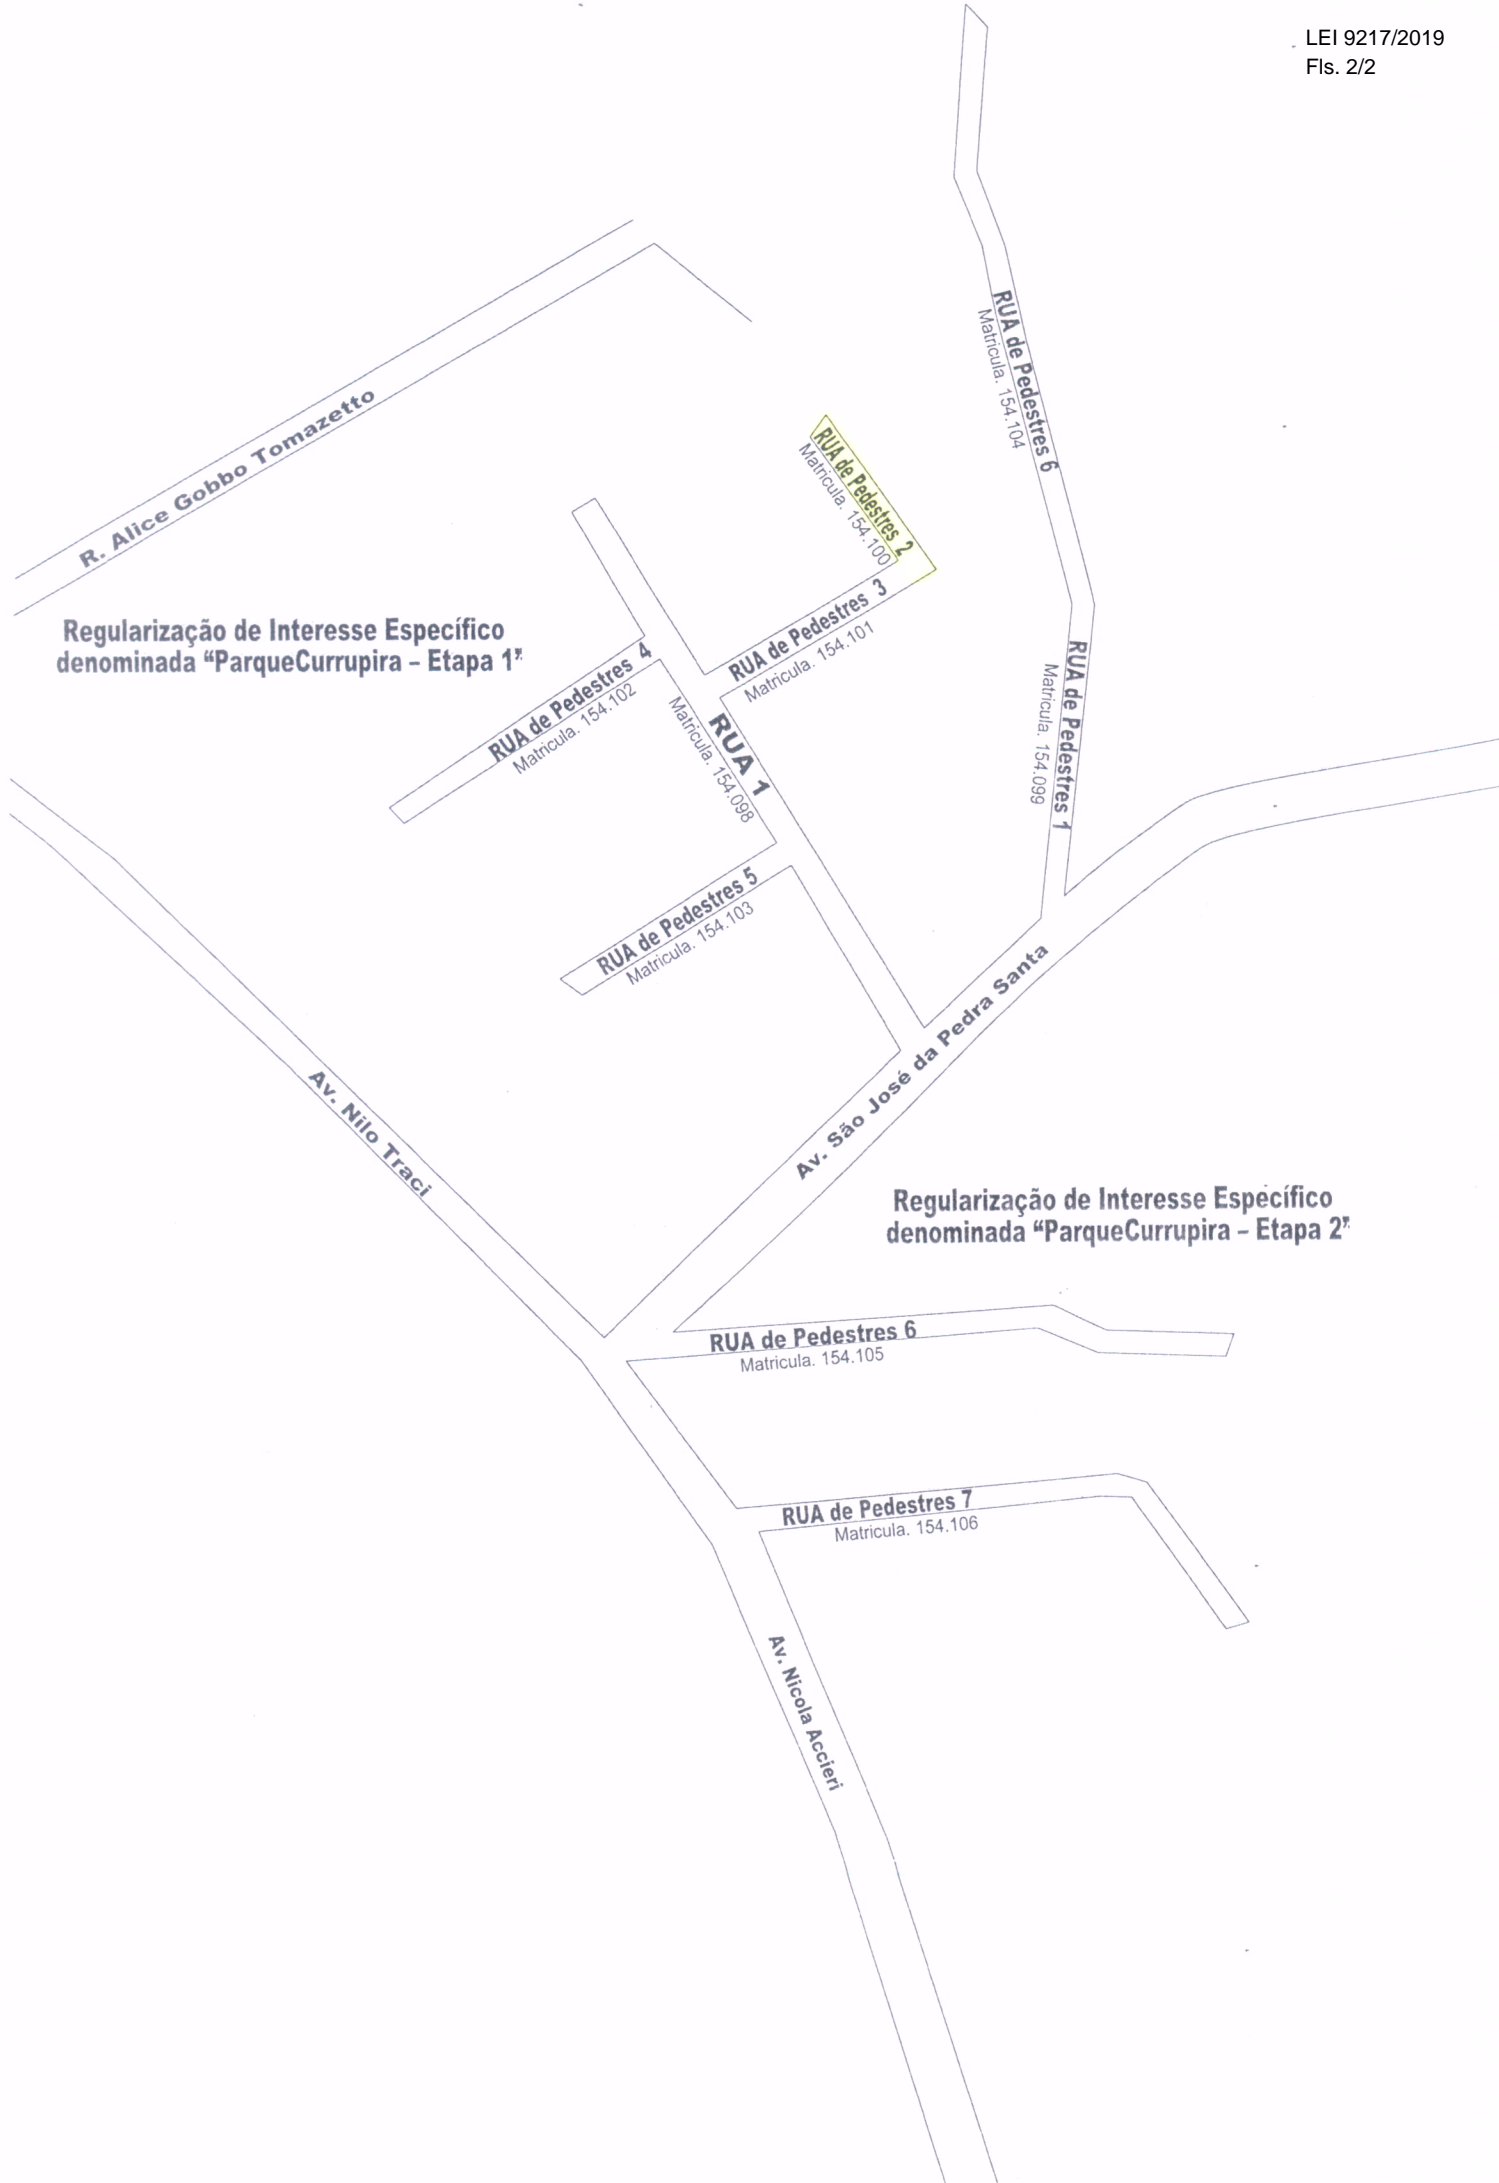 LEI 9217/2019
Fls. 2/2
RUA de Pedestres 6
Matricula. 154.104
R. Alice Gobbo Tomazetto
RUA de Pedestres 2
Matricula. 154.100
RUA de Pedestres 3
Matricula. 154.101
Regularização de Interesse Específico
denominada “ParqueCurrupira – Etapa 1”
RUA de Pedestres 4
Matricula. 154.102
RUA 1
Matricula. 154.098
RUA de Pedestres 1
Matricula. 154.099
RUA de Pedestres 5
Matricula. 154.103
Av. São José da Pedra Santa
Av. Nilo Traci
Regularização de Interesse Específico
denominada “ParqueCurrupira – Etapa 2”
RUA de Pedestres 6
Matricula. 154.105
RUA de Pedestres 7
Matricula. 154.106
Av. Nicola Accieri